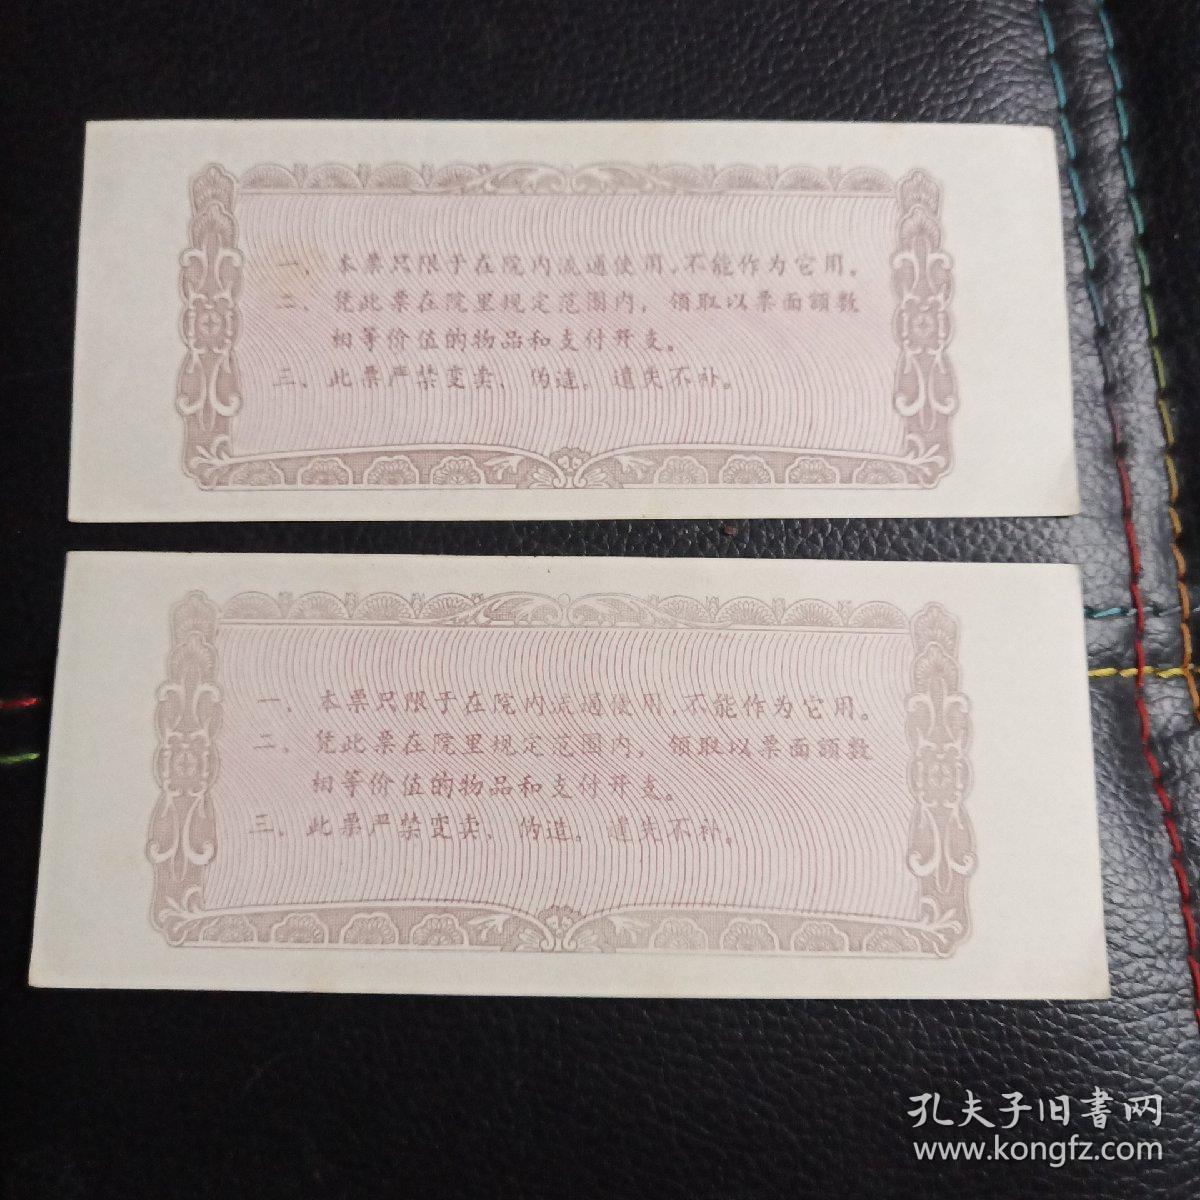 一、本票只限于在院内流通使用,不能作为它用。
二、凭此票在院里规定范围内,领取以票面額数
相等价值的物品和支付开支。
三、此票严禁变卖、伪造。遺失不补。
一、本票只限于在院内流通使用,不能作为它用。
二、凭此票在院里规定范围内,领取以票面額数
相等价值的物品和支付开支。
三、此票严禁变卖、伪造。遺失不补。
孔夫子旧書网
www.kongfz.com